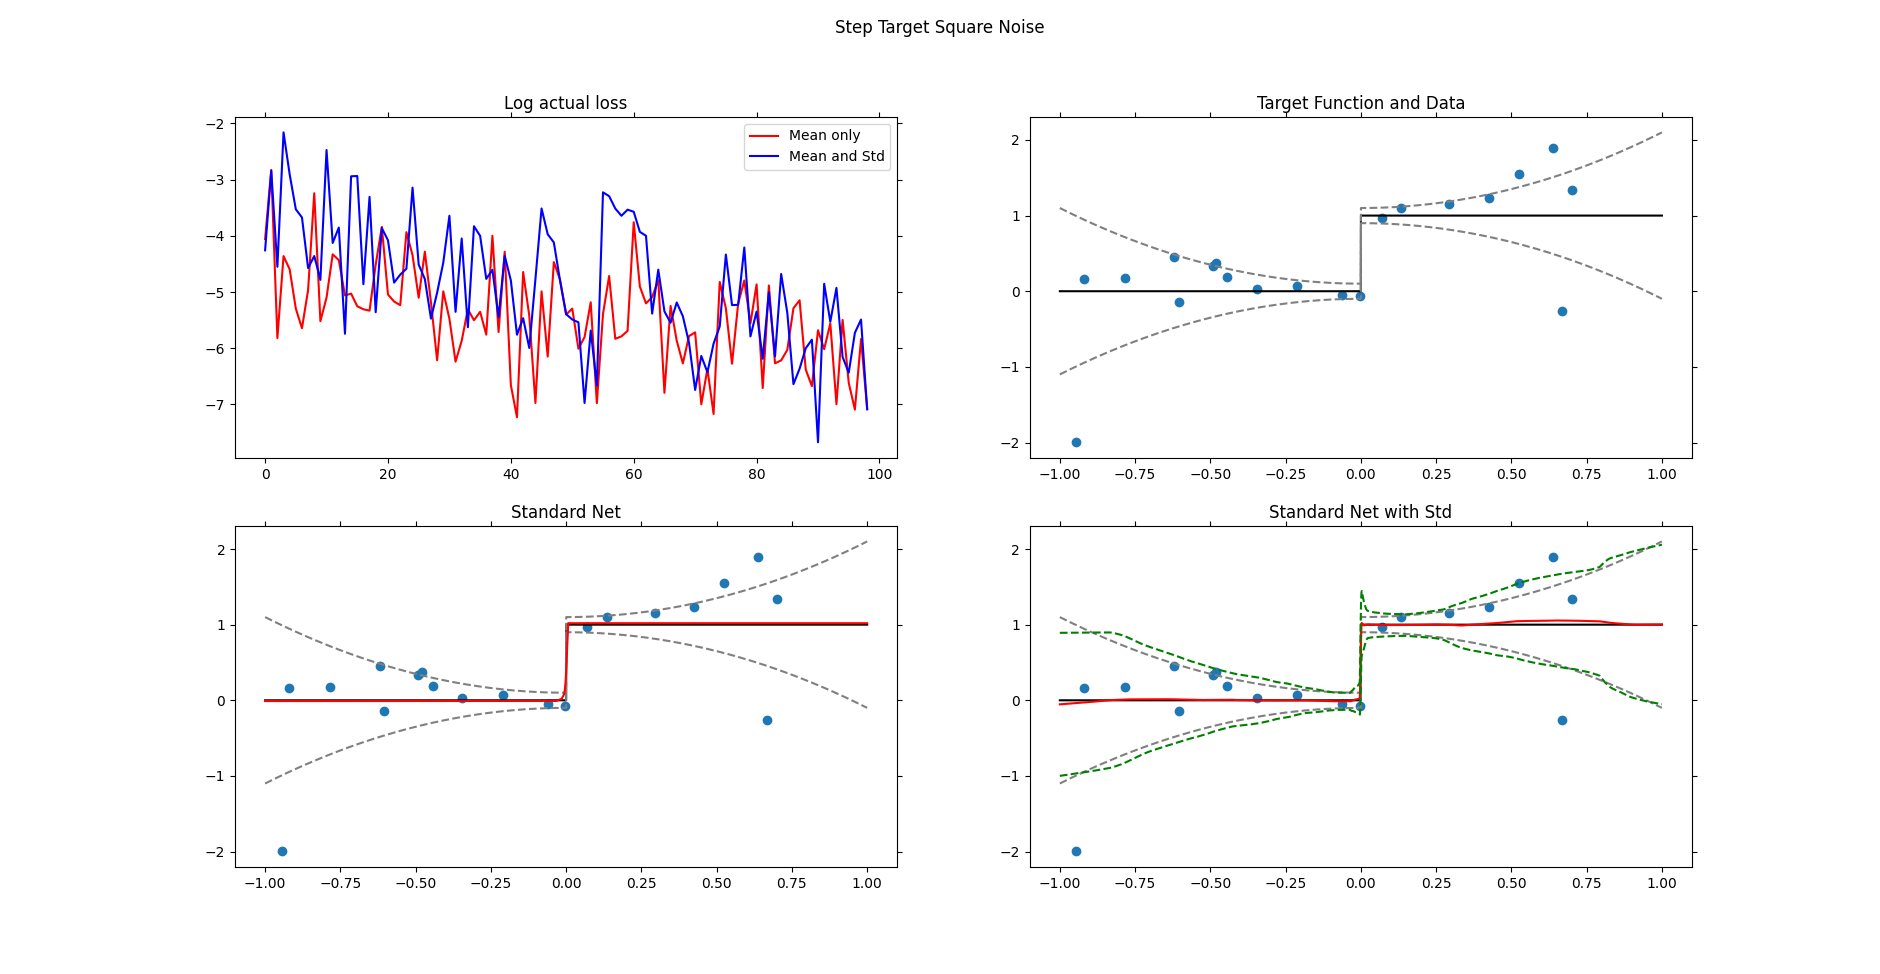 Step Target Square Noise
Log actual loss
Mean only
Mean and Std
−2
−3
−4
−5
−6
−7
0 20 40 60 80 100
Target Function and Data
2
1
0
−1
−2
−1.00 −0.75 −0.50 −0.25 0.00 0.25 0.50 0.75 1.00
Standard Net
2
1
0
−1
−2
−1.00 −0.75 −0.50 −0.25 0.00 0.25 0.50 0.75 1.00
Standard Net with Std
2
1
0
−1
−2
−1.00 −0.75 −0.50 −0.25 0.00 0.25 0.50 0.75 1.00